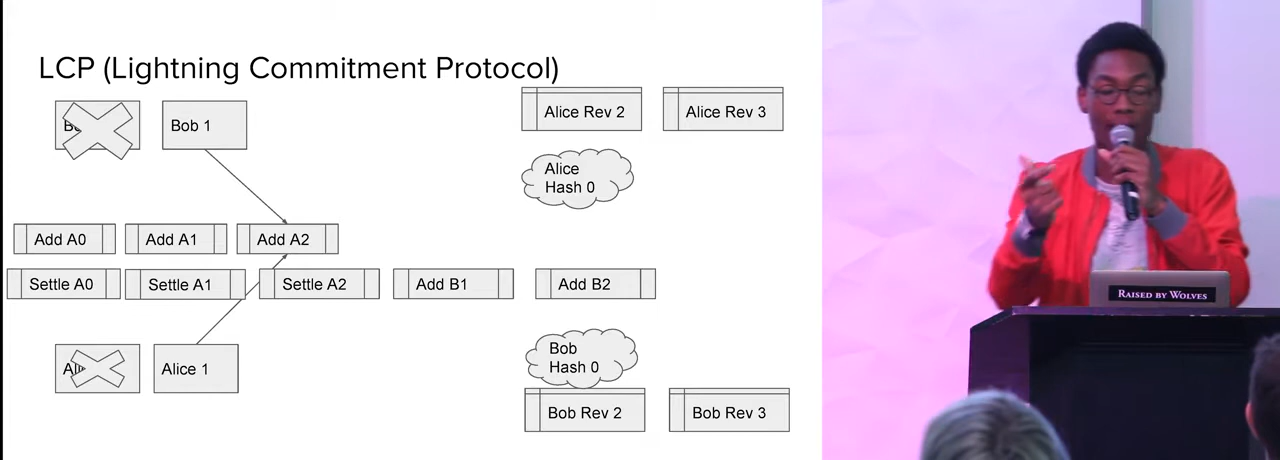 LCP (Lightning Commitment Protocol)
Bob 1
Alice Rev 2
Alice Rev 3
Alice
Hash 0
Add A0
Add A1
Add A2
Settle A0
Settle A1
Settle A2
Add B1
Add B2
Bob
Hash 0
Alice 1
Bob Rev 2
Bob Rev 3
RAISED BY WOLVES